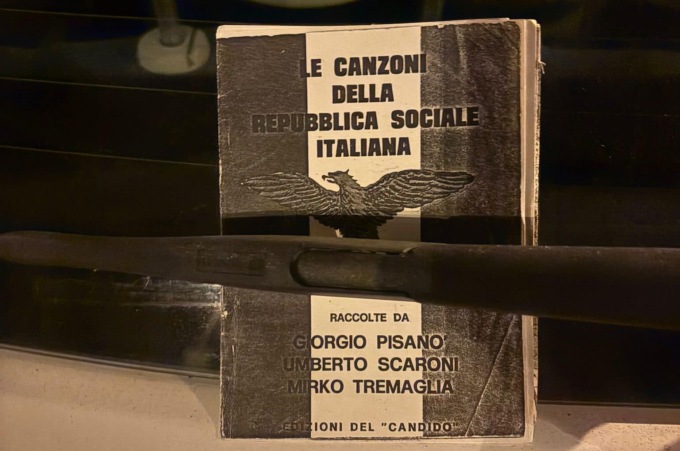 LE CANZONI
DELLA
REPUBBLICA SOCIALE
ITALIANA
RACCOLTE DA
GIORGIO PISANO'
UMBERTO SCARONI
MIRKO TREMAGLIA
EDIZIONI DEL "CANDIDO"